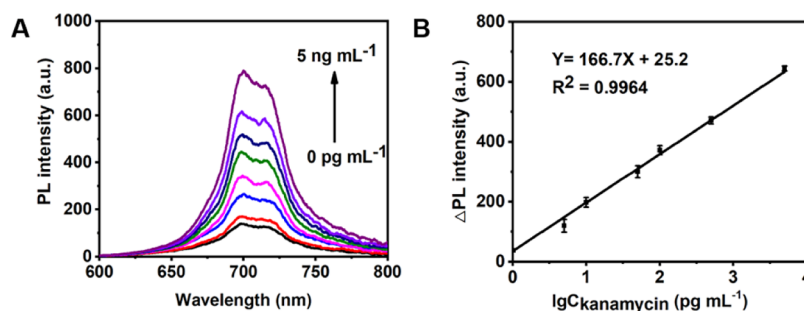 A
PL intensity (a.u.)
1000
800
600
400
200
0
5 ng mL-1
0 pg mL-1
600
650
700
750
800
Wavelength (nm)
B
△PL intensity (a.u.)
800
600
400
200
0
Y= 166.7X + 25.2
R2 = 0.9964
0
1
2
3
4
lgCkanamycin (pg mL-1)